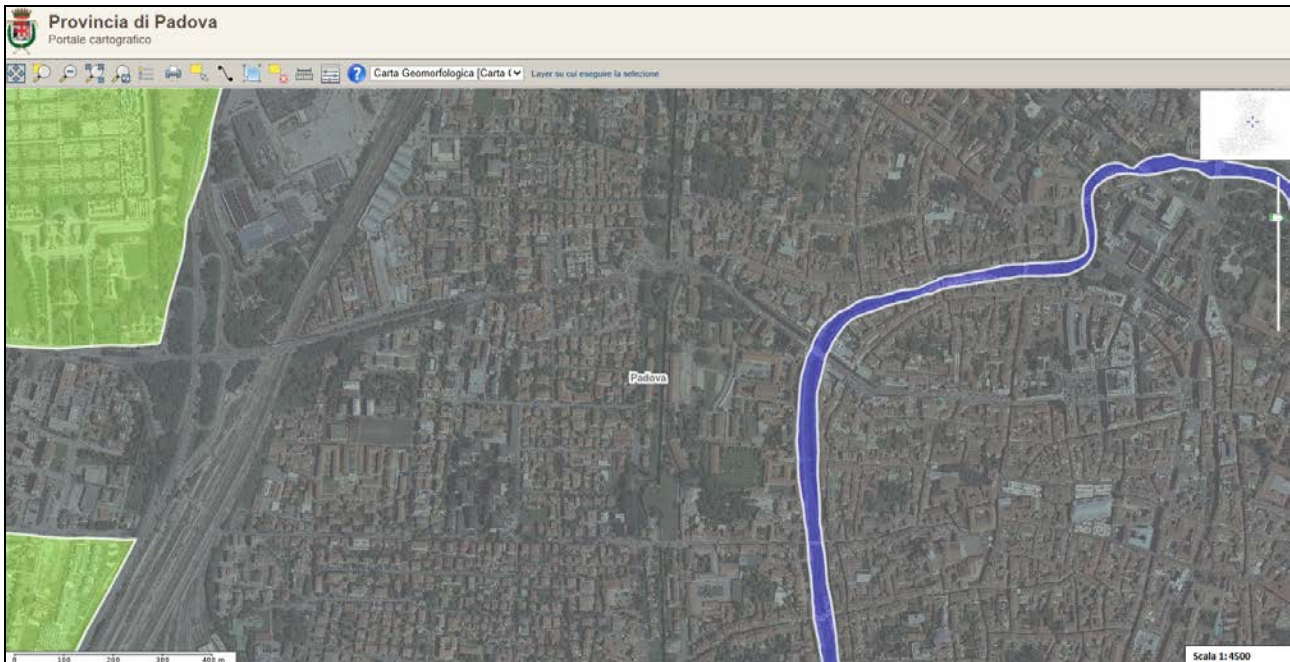 Provincia di Padova
Portale cartografico
? Carta Geomorfologica [Carta ( Layer su cui eseguire la selezione
Padova
0 100 200 300 400 m
Scala 1: 4500